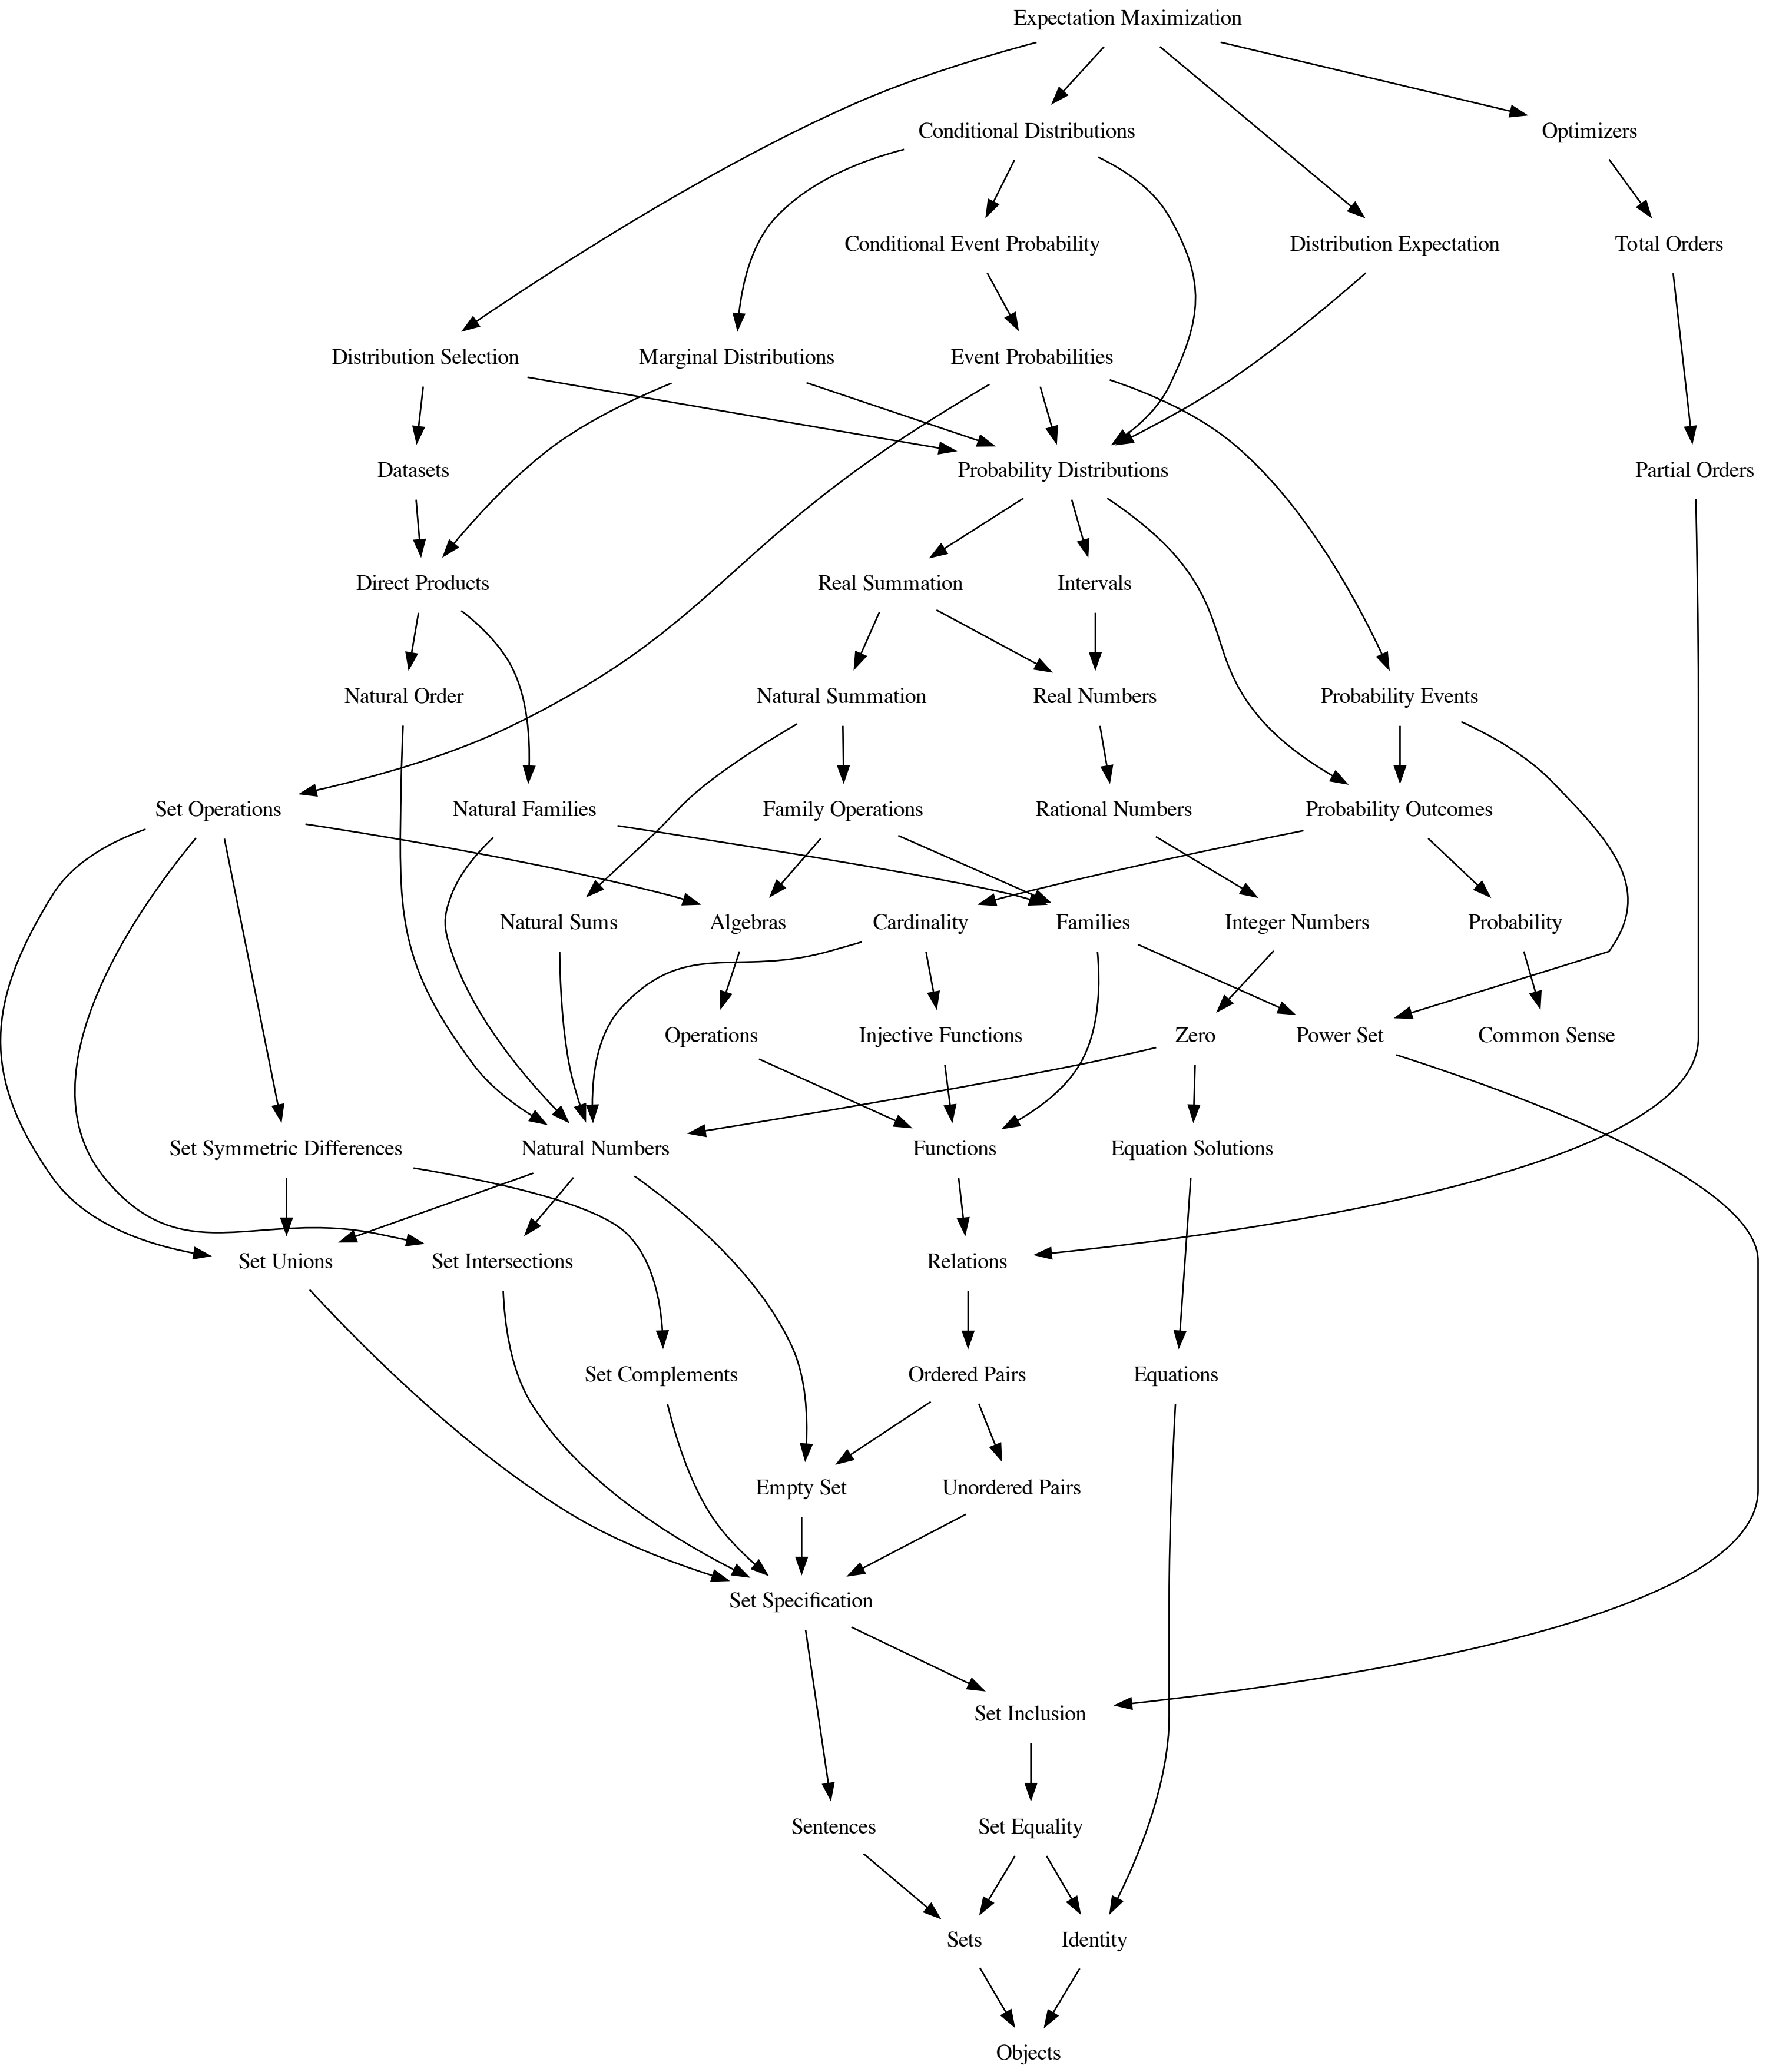 Expectation Maximization
Conditional Distributions
Optimizers
Conditional Event Probability
Distribution Expectation
Total Orders
Distribution Selection
Marginal Distributions
Event Probabilities
Datasets
Probability Distributions
Partial Orders
Direct Products
Real Summation
Intervals
Natural Order
Natural Summation
Real Numbers
Probability Events
Set Operations
Natural Families
Family Operations
Rational Numbers
Probability Outcomes
Natural Sums
Algebras
Cardinality
Families
Integer Numbers
Probability
Operations
Injective Functions
Zero
Power Set
Common Sense
Set Symmetric Differences
Natural Numbers
Functions
Equation Solutions
Set Unions
Set Intersections
Relations
Set Complements
Ordered Pairs
Equations
Empty Set
Unordered Pairs
Set Specification
Set Inclusion
Sentences
Set Equality
Sets
Identity
Objects